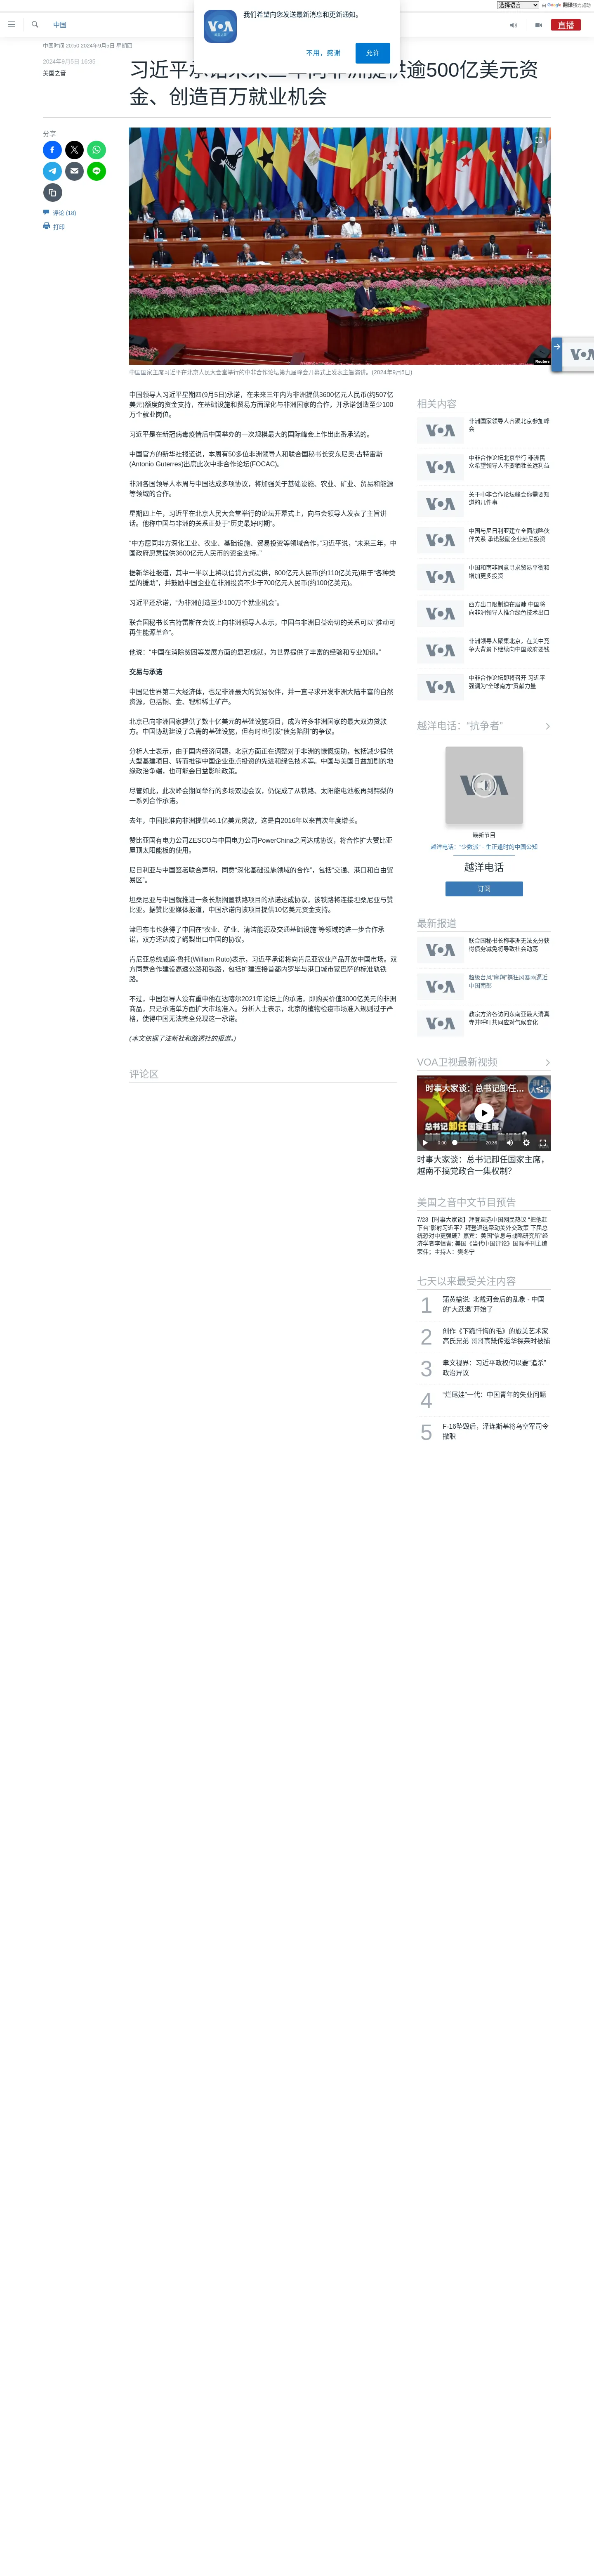 选择语言
由 Google 翻译强力驱动
我们希望向您发送最新消息和更新通知。
不用，感谢
允许
中国
直播
中国时间 20:50 2024年9月5日 星期四
2024年9月5日 18:35
美国之音
习近平承诺未来三年向非洲提供逾500亿美元资
金、创造百万就业机会
分享
评论 (18)
打印
Reuters
中国国家主席习近平在北京人民大会堂举行的中非合作论坛第九届峰会开幕式上发表主旨演讲。(2024年9月5日)
中国领导人习近平星期四(9月5日)承诺，在未来三年内为非洲提供3600亿元人民币(约507亿
美元)额度的资金支持，在基础设施和贸易方面深化与非洲国家的合作，并承诺创造至少100
万个就业岗位。
习近平是在新冠病毒疫情后中国举办的一次规模最大的国际峰会上作出此番承诺的。
中国官方的新华社报道说，本周有50多位非洲领导人和联合国秘书长安东尼奥·古特雷斯
(Antonio Guterres)出席此次中非合作论坛(FOCAC)。
非洲各国领导人本周与中国达成多项协议，将加强关于基础设施、农业、矿业、贸易和能源
等领域的合作。
星期四上午，习近平在北京人民大会堂举行的论坛开幕式上，向与会领导人发表了主旨讲
话。他称中国与非洲的关系正处于“历史最好时期”。
“中方愿同非方深化工业、农业、基础设施、贸易投资等领域合作，”习近平说，“未来三年，中
国政府愿意提供3600亿元人民币的资金支持。”
据新华社报道，其中一半以上将以信贷方式提供，800亿元人民币(约110亿美元)用于“各种类
型的援助”，并鼓励中国企业在非洲投资不少于700亿元人民币(约100亿美元)。
习近平还承诺，“为非洲创造至少100万个就业机会”。
联合国秘书长古特雷斯在会议上向非洲领导人表示，中国与非洲日益密切的关系可以“推动可
再生能源革命”。
他说：“中国在消除贫困等发展方面的显著成就，为世界提供了丰富的经验和专业知识。”
交易与承诺
中国是世界第二大经济体，也是非洲最大的贸易伙伴，并一直寻求开发非洲大陆丰富的自然
资源，包括铜、金、锂和稀土矿产。
北京已向非洲国家提供了数十亿美元的基础设施项目，成为许多非洲国家的最大双边贷款
方。中国协助建设了急需的基础设施，但有时也引发“债务陷阱”的争议。
分析人士表示，由于国内经济问题，北京方面正在调整对于非洲的慷慨援助，包括减少提供
大型基建项目、转而推销中国企业重点投资的先进和绿色技术等。中国与美国日益加剧的地
缘政治争端，也可能会日益影响政策。
尽管如此，此次峰会期间举行的多场双边会议，仍促成了从铁路、太阳能电池板再到鳄梨的
一系列合作承诺。
去年，中国批准向非洲提供46.1亿美元贷款，这是自2016年以来首次年度增长。
赞比亚国有电力公司ZESCO与中国电力公司PowerChina之间达成协议，将合作扩大赞比亚
屋顶太阳能板的使用。
尼日利亚与中国签署联合声明，同意“深化基础设施领域的合作”，包括“交通、港口和自由贸
易区”。
坦桑尼亚与中国就推进一条长期搁置铁路项目的承诺达成协议，该铁路将连接坦桑尼亚与赞
比亚。据赞比亚媒体报道，中国承诺向该项目提供10亿美元资金支持。
津巴布韦也获得了中国在“农业、矿业、清洁能源及交通基础设施”等领域的进一步合作承
诺，双方还达成了鳄梨出口中国的协议。
肯尼亚总统威廉·鲁托(William Ruto)表示，习近平承诺将向肯尼亚农业产品开放中国市场。双
方同意合作建设高速公路和铁路，包括扩建连接首都内罗毕与港口城市蒙巴萨的标准轨铁
路。
不过，中国领导人没有重申他在达喀尔2021年论坛上的承诺，即购买价值3000亿美元的非洲
商品，只是承诺单方面扩大市场准入。分析人士表示，北京的植物检疫市场准入规则过于严
格，使得中国无法完全兑现这一承诺。
(本文依据了法新社和路透社的报道。)
评论区
相关内容
VOA
非洲国家领导人齐聚北京参加峰
会
VOA
中非合作论坛北京举行 非洲民
众希望领导人不要牺牲长远利益
VOA
关于中非合作论坛峰会你需要知
道的几件事
VOA
中国与尼日利亚建立全面战略伙
伴关系 承诺鼓励企业赴尼投资
VOA
中国和南非同意寻求贸易平衡和
增加更多投资
VOA
西方出口限制迫在眉睫 中国将
向非洲领导人推介绿色技术出口
VOA
非洲领导人聚集北京，在美中竞
争大背景下继续向中国政府要钱
VOA
中非合作论坛即将召开 习近平
强调为“全球南方”贡献力量
越洋电话：“抗争者”
VOA
最新节目
越洋电话：“少数派” - 生正逢时的中国公知
越洋电话
订阅
最新报道
VOA
联合国秘书长称非洲无法充分获
得债务减免将导致社会动荡
VOA
超级台风“摩羯”携狂风暴雨逼近
中国南部
VOA
教宗方济各访问东南亚最大清真
寺并呼吁共同应对气候变化
VOA卫视最新视频
时事大家谈：总书记卸任...
总书记卸任国家主席，
0:00
10:36
时事大家谈：总书记卸任国家主席，
越南不搞党政合一集权制？
美国之音中文节目预告
7/23【时事大家谈】拜登退选中国网民热议 “把他赶
下台”影射习近平？拜登退选牵动美外交政策 下届总
统恐对中更强硬？嘉宾：美国“信息与战略研究所”经
济学者李恒青; 美国《当代中国评论》国际季刊主编
荣伟；主持人：樊冬宁
七天以来最受关注内容
1
蒲黄榆说: 北戴河会后的乱象 - 中国
的“大跃退”开始了
2
创作《下跪忏悔的毛》的旅美艺术家
高氏兄弟 哥哥高兟传返华探亲时被捕
3
聿文视界：习近平政权何以要“追杀”
政治异议
4
“烂尾娃”一代：中国青年的失业问题
5
F-16坠毁后，泽连斯基将乌空军司令
撤职